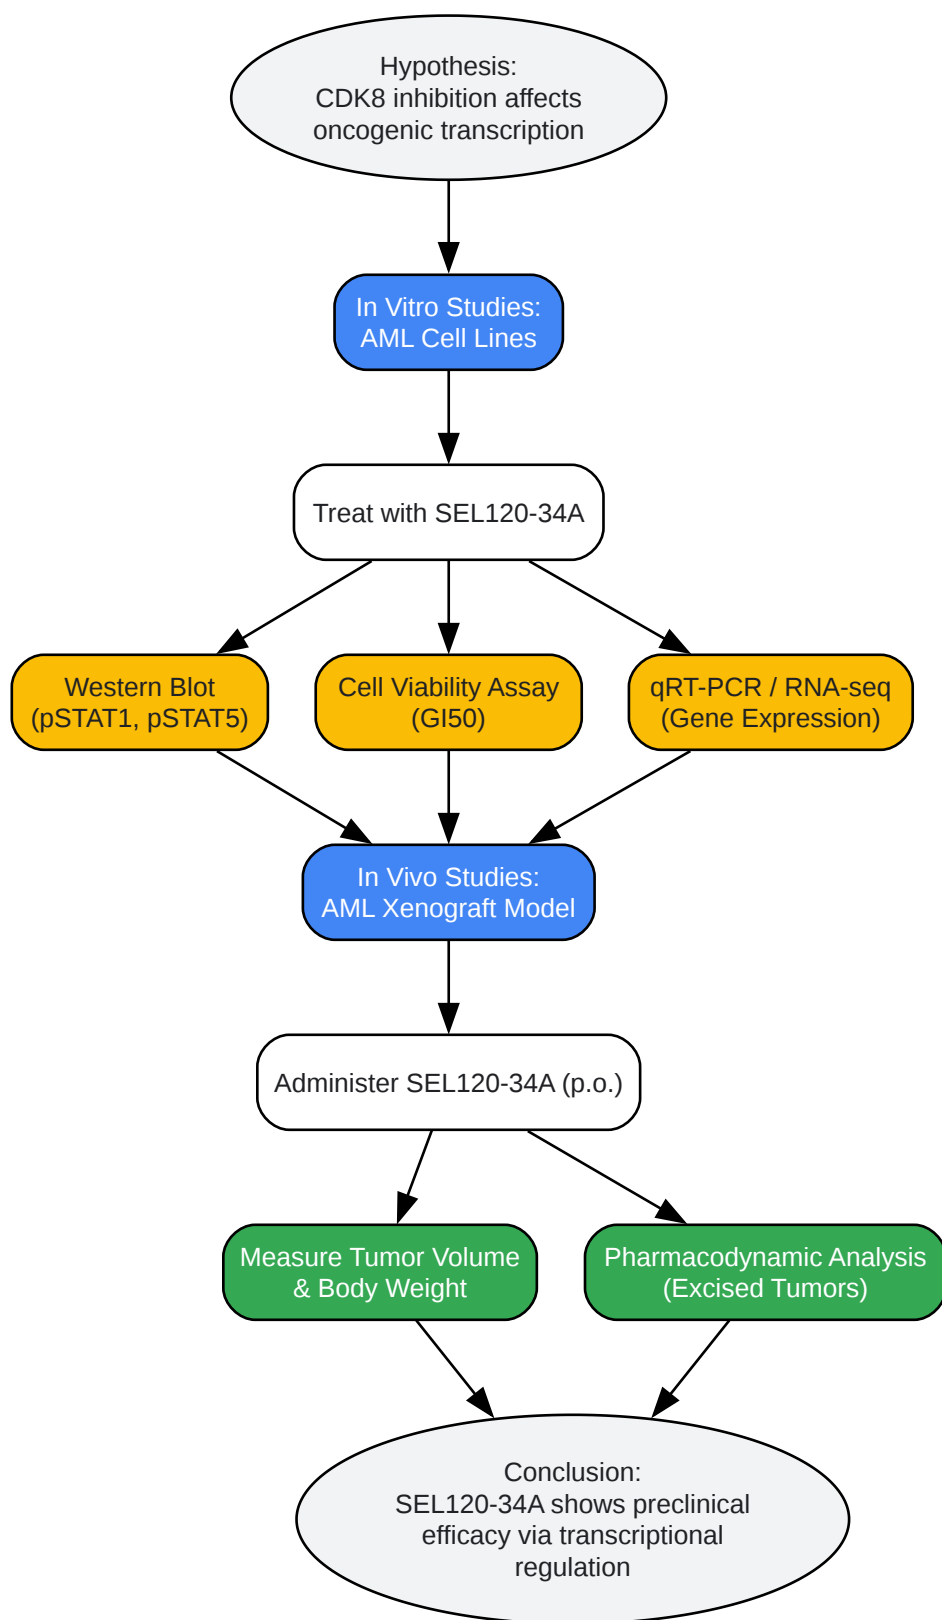 Hypothesis:
CDK8 inhibition affects
oncogenic transcription
In Vitro Studies:
AML Cell Lines
Treat with SEL120-34A
Western Blot
(pSTAT1, pSTAT5)
Cell Viability Assay
(GI50)
qRT-PCR / RNA-seq
(Gene Expression)
In Vivo Studies:
AML Xenograft Model
Administer SEL120-34A (p.o.)
Measure Tumor Volume
& Body Weight
Pharmacodynamic Analysis
(Excised Tumors)
Conclusion:
SEL120-34A shows preclinical
efficacy via transcriptional
regulation